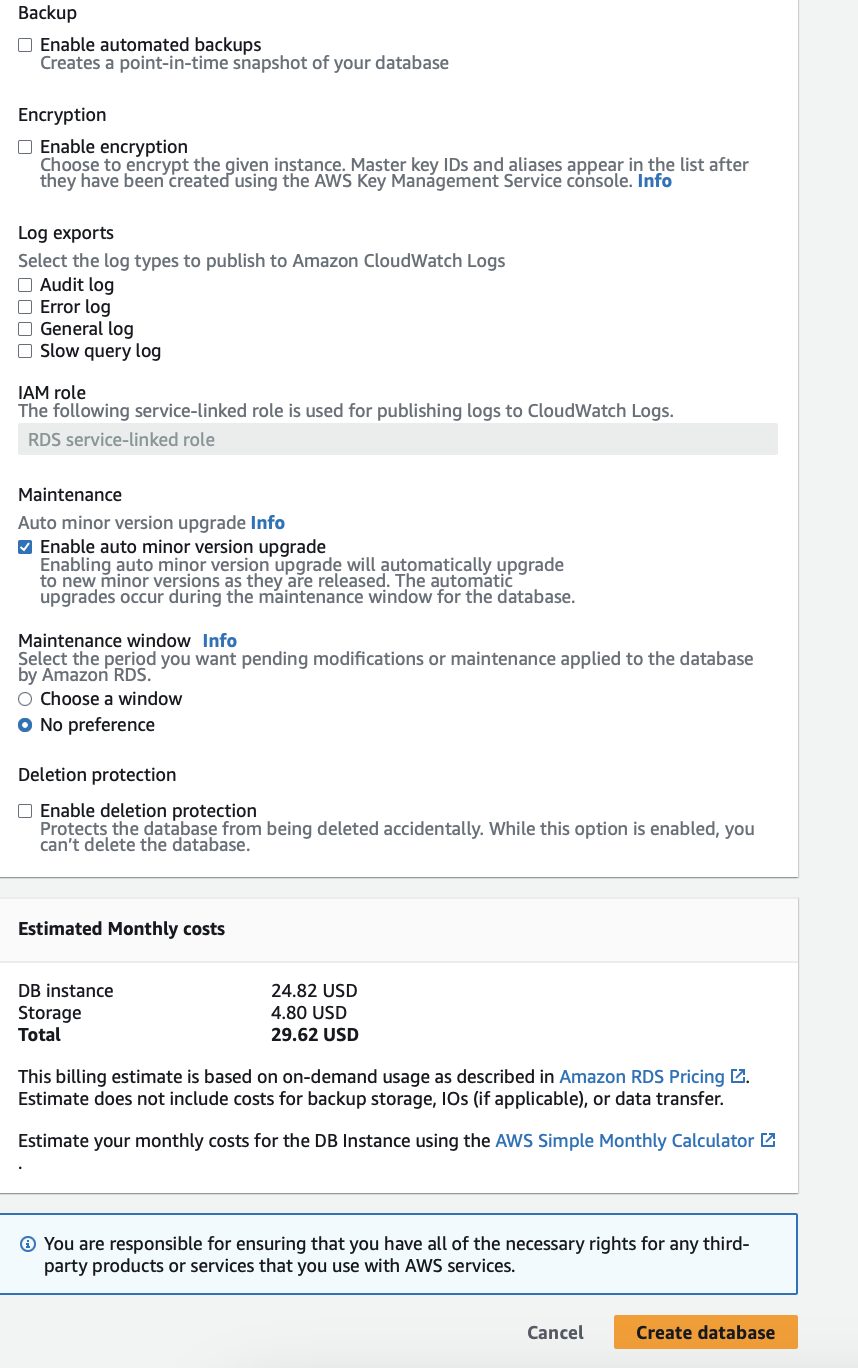 Backup
Enable automated backups
Creates a point-in-time snapshot of your database
Encryption
Enable encryption
Choose to encrypt the given instance. Master key IDs and aliases appear in the list after
they have been created using the AWS Key Management Service console. Info
Log exports
Select the log types to publish to Amazon CloudWatch Logs
Audit log
Error log
General log
Slow query log
IAM role
The following service-linked role is used for publishing logs to CloudWatch Logs.
RDS service-linked role
Maintenance
Auto minor version upgrade Info
Enable auto minor version upgrade
Enabling auto minor version upgrade will automatically upgrade
to new minor versions as they are released. The automatic
upgrades occur during the maintenance window for the database.
Maintenance window Info
Select the period you want pending modifications or maintenance applied to the database
by Amazon RDS.
Choose a window
No preference
Deletion protection
Enable deletion protection
Protects the database from being deleted accidentally. While this option is enabled, you
can’t delete the database.
Estimated Monthly costs
DB instance 24.82 USD
Storage 4.80 USD
Total 29.62 USD
This billing estimate is based on on-demand usage as described in Amazon RDS Pricing.
Estimate does not include costs for backup storage, IOs (if applicable), or data transfer.
Estimate your monthly costs for the DB Instance using the AWS Simple Monthly Calculator
.
You are responsible for ensuring that you have all of the necessary rights for any third-
party products or services that you use with AWS services.
Cancel Create database